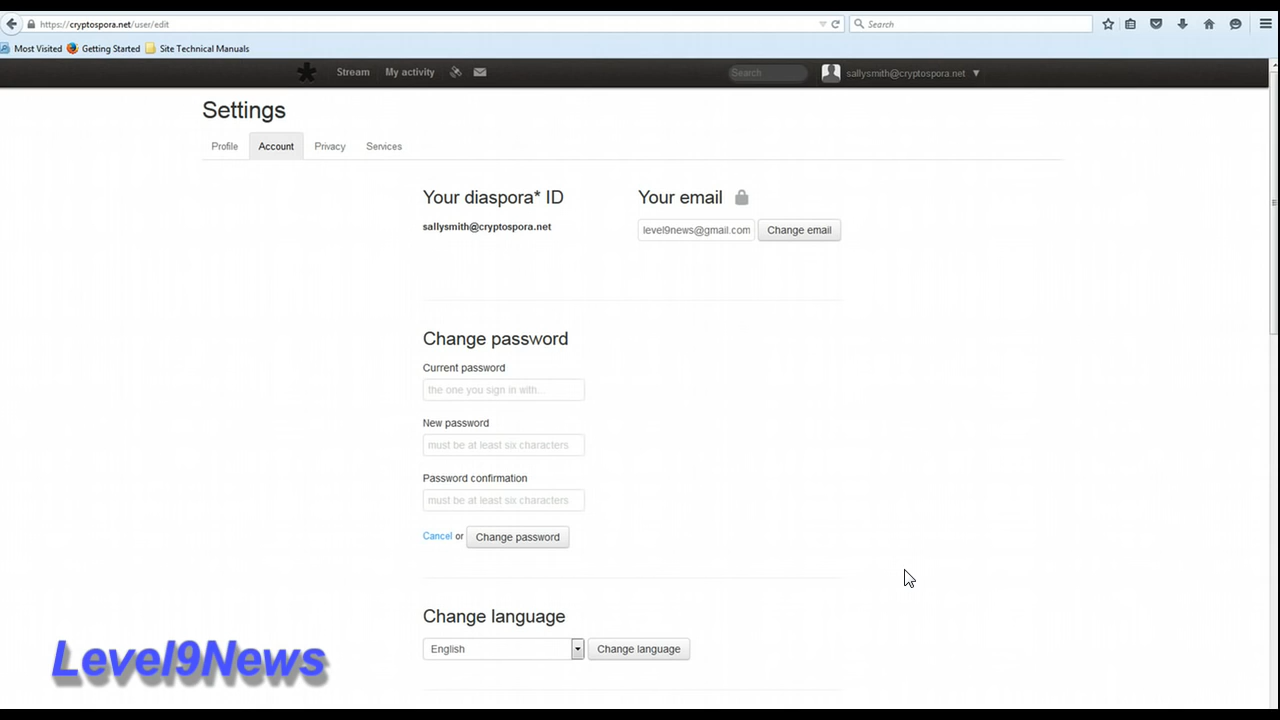 https://cryptospora.net/user/edit
Search
Most Visited Getting Started Site Technical Manuals
Stream My activity Search sallysmith@cryptospora.net
Settings
Profile Account Privacy Services
Your diaspora* ID Your email
sallysmith@cryptospora.net level9news@gmail.com Change email
Change password
Current password
the one you sign in with...
New password
must be at least six characters
Password confirmation
must be at least six characters
Cancel or Change password
Change language
English Change language
Level9News